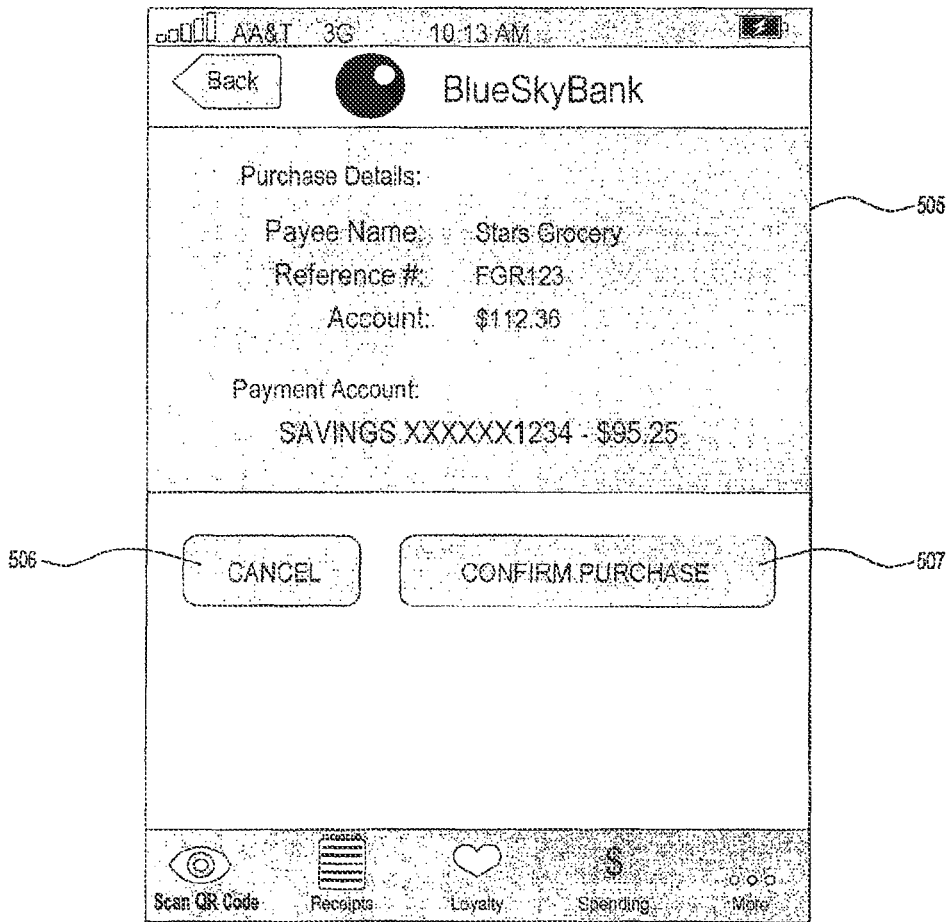 AA&T 3G 10:13 AM
Back BlueSkyBank
Purchase Details:
505
Payee Name: Stars Grocery
Reference #: FGR123
Account: $112.36
Payment Account:
SAVINGS XXXXXX1234 - $95.25
506 CANCEL CONFIRM PURCHASE 507
$
Scan QR Code Receipts Loyalty Spending More